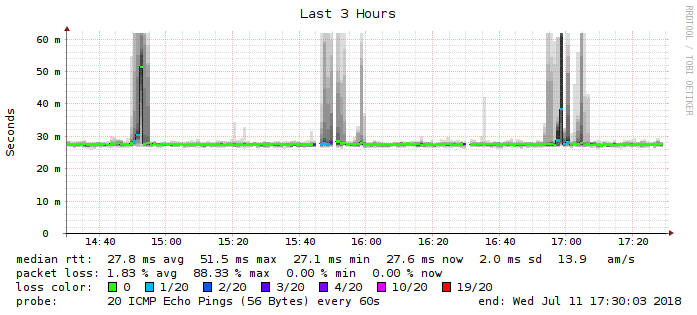 Last 3 Hours
RRDTOOL / TOBI OETIKER
Seconds
60 m
50 m
40 m
30 m
20 m
10 m
0
14:40 15:00 15:20 15:40 16:00 16:20 16:40 17:00 17:20
median rtt: 27.8 ms avg 51.5 ms max 27.1 ms min 27.6 ms now 2.0 ms sd 13.9 am/s
packet loss: 1.83 % avg 88.33 % max 0.00 % min 0.00 % now
loss color: 0 1/20 2/20 3/20 4/20 10/20 19/20
probe: 20 ICMP Echo Pings (56 Bytes) every 60s end: Wed Jul 11 17:30:03 2018